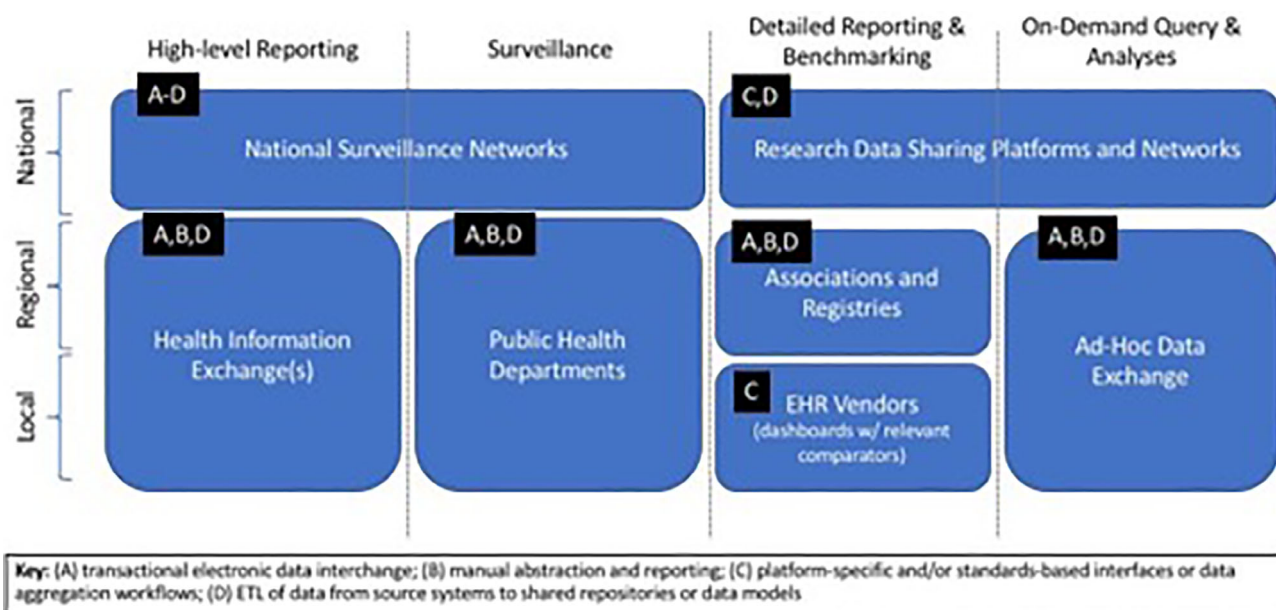 High-level Reporting
Surveillance
Detailed Reporting &
Benchmarking
On-Demand Query &
Analyses
National
A-D
National Surveillance Networks
C,D
Research Data Sharing Platforms and Networks
Regional
Local
A,B,D
Health Information
Exchange(s)
A,B,D
Public Health
Departments
A,B,D
Associations and
Registries
C
EHR Vendors
(dashboards w/ relevant
comparators)
A,B,D
Ad-Hoc Data
Exchange
Key: (A) transactional electronic data interchange; (B) manual abstraction and reporting; (C) platform-specific and/or standards-based interfaces or data
aggregation workflows; (D) ETL of data from source systems to shared repositories or data models